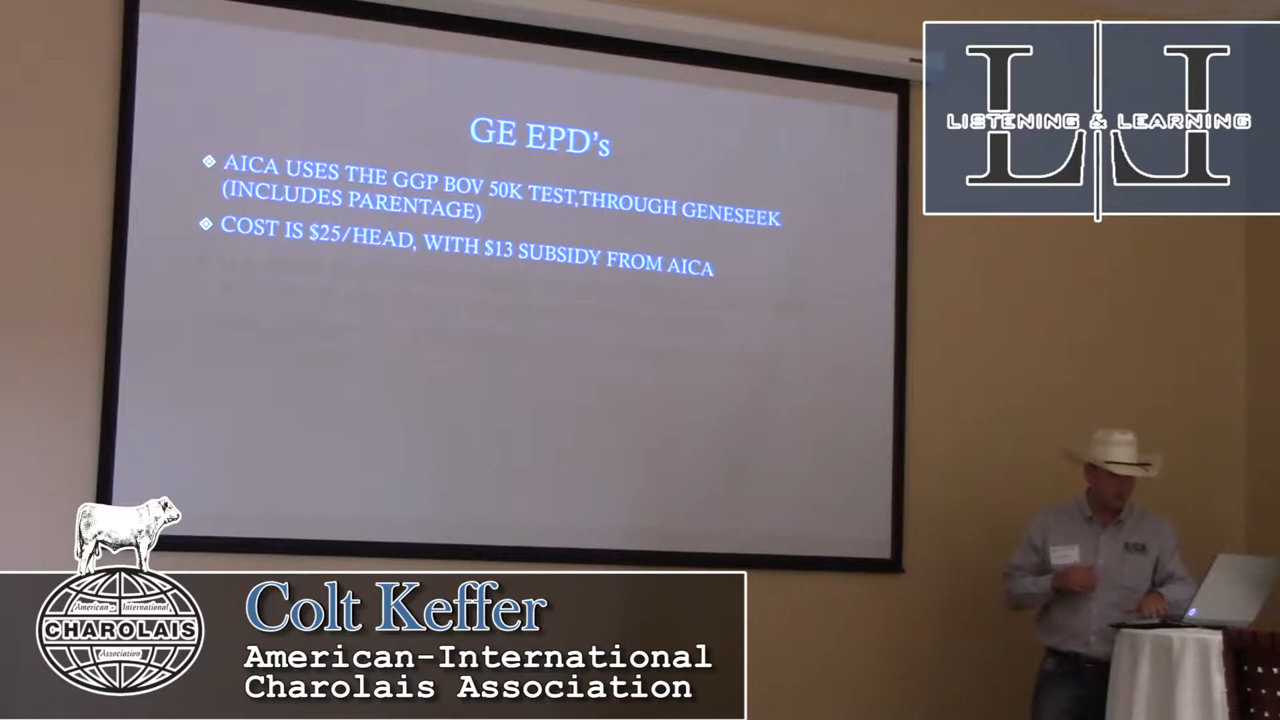 GE EPD's
AICA USES THE GGP BOV 50K TEST,THROUGH GENESEEK
(INCLUDES PARENTAGE)
COST IS $25/HEAD, WITH $13 SUBSIDY FROM AICA
LL
LISTENING & LEARNING
American - International
CHAROLAIS
Association
Colt Keffer
American-International
Charolais Association